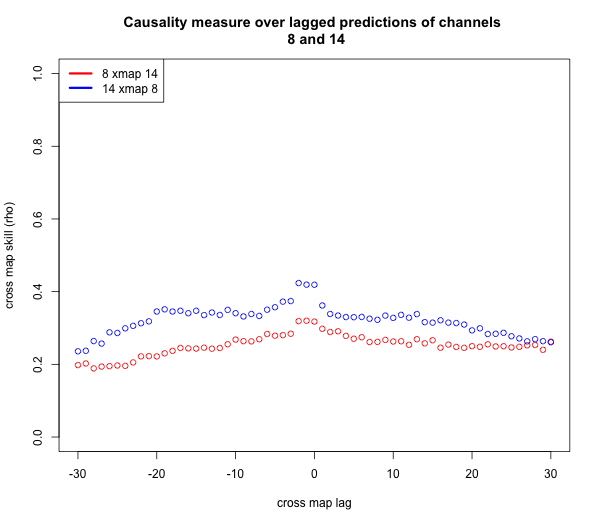 Causality measure over lagged predictions of channels
8 and 14
8 xmap 14
14 xmap 8
cross map skill (rho)
1.0
0.8
0.6
0.4
0.2
0.0
-30 -20 -10 0 10 20 30
cross map lag